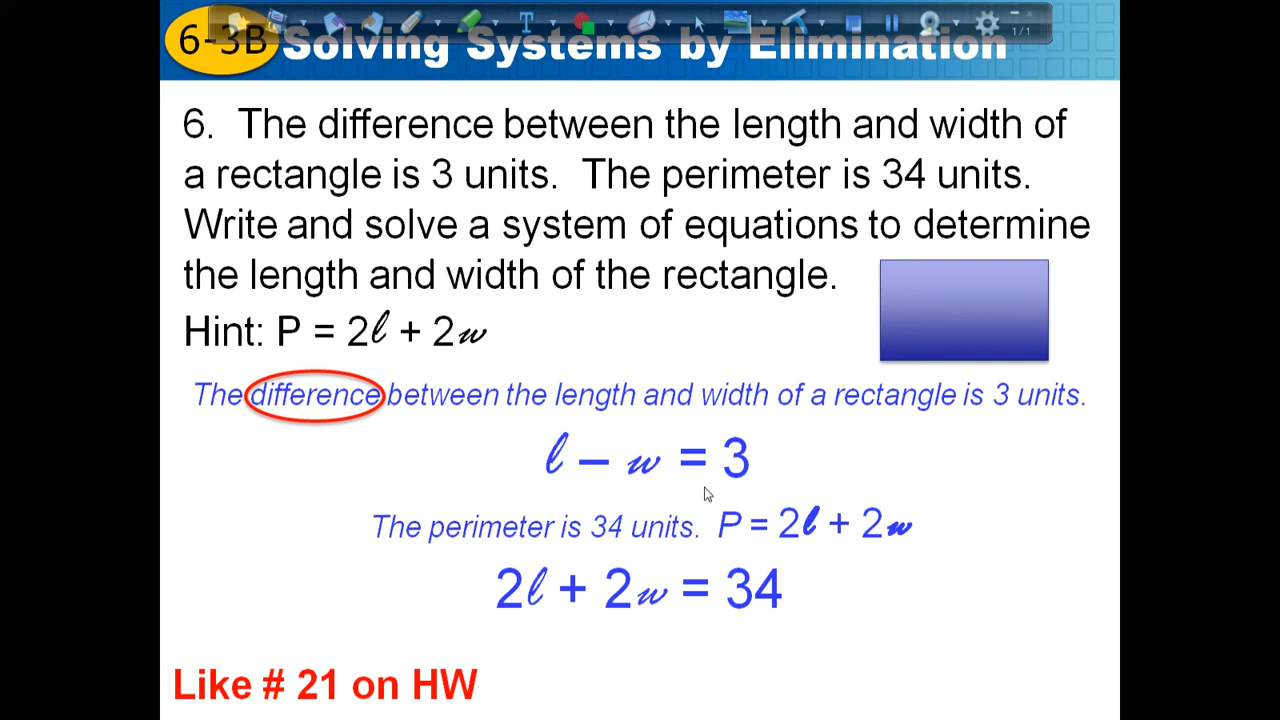 6-3B Solving Systems by Elimination
1/1
6. The difference between the length and width of
a rectangle is 3 units. The perimeter is 34 units.
Write and solve a system of equations to determine
the length and width of the rectangle.
Hint: P = 2ℓ + 2w
The difference between the length and width of a rectangle is 3 units.
ℓ – w = 3
The perimeter is 34 units. P = 2ℓ + 2w
2ℓ + 2w = 34
Like # 21 on HW